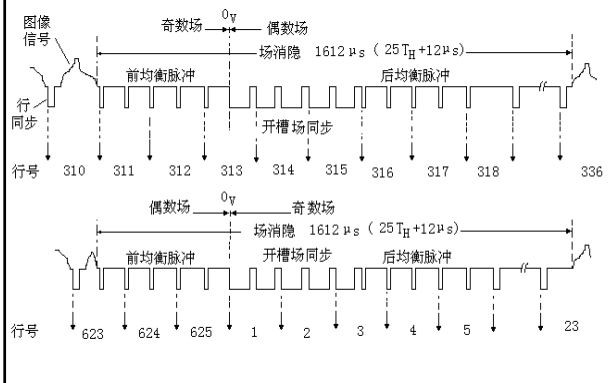 图像
信号
奇数场 0V 偶数场
场消隐 1612μs (25TH+12μs)
前均衡脉冲 后均衡脉冲
行
同步
开槽场同步
行号 310 311 312 313 314 315 316 317 318 336
偶数场 0V 奇数场
场消隐 1612μs (25TH+12μs)
前均衡脉冲 开槽场同步 后均衡脉冲
行号 623 624 625 1 2 3 4 5 23